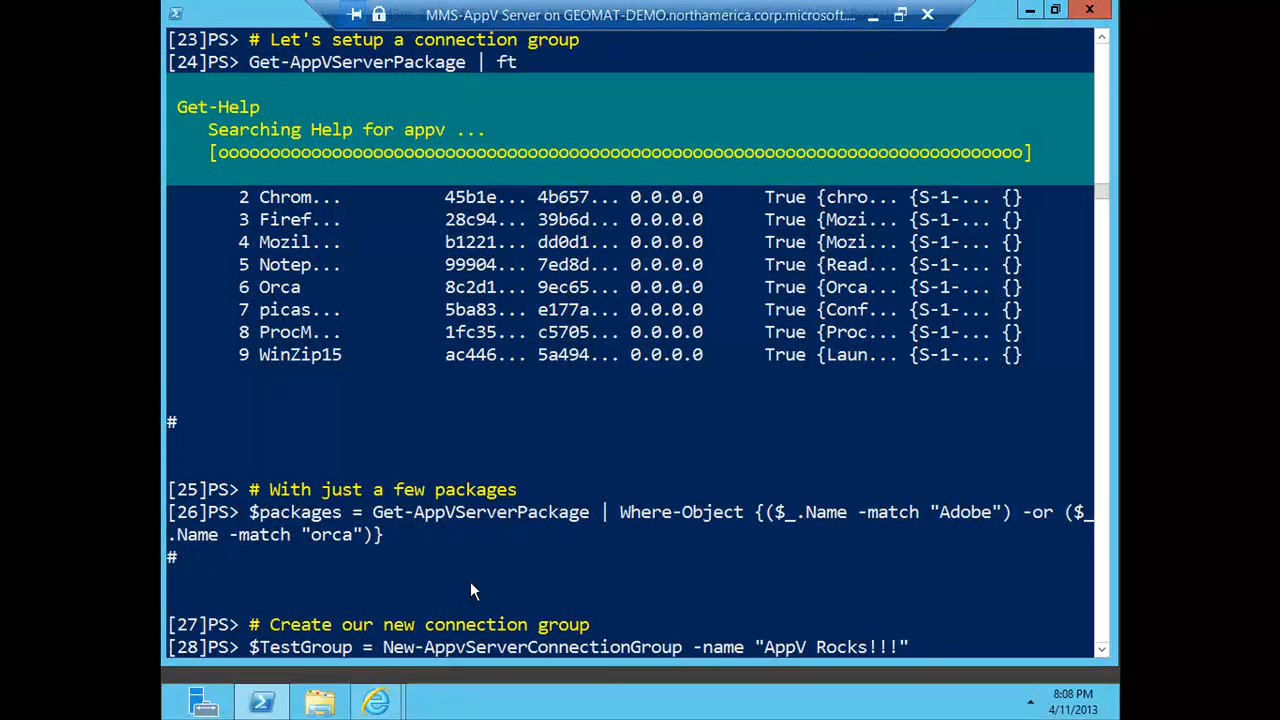 MMS-AppV Server on GEOMAT-DEMO.northamerica.corp.microsoft....
[23]PS> # Let's setup a connection group
[24]PS> Get-AppVServerPackage | ft
Get-Help
Searching Help for appv ...
[oooooooooooooooooooooooooooooooooooooooooooooooooooooooooooooooooooooooooooooo]
2 Chrom... 45b1e... 4b657... 0.0.0.0 True {chro... {S-1-... {}
3 Firef... 28c94... 39b6d... 0.0.0.0 True {Mozi... {S-1-... {}
4 Mozil... b1221... dd0d1... 0.0.0.0 True {Mozi... {S-1-... {}
5 Notep... 99904... 7ed8d... 0.0.0.0 True {Read... {S-1-... {}
6 Orca 8c2d1... 9ec65... 0.0.0.0 True {Orca... {S-1-... {}
7 picas... 5ba83... e177a... 0.0.0.0 True {Conf... {S-1-... {}
8 ProcM... 1fc35... c5705... 0.0.0.0 True {Proc... {S-1-... {}
9 WinZip15 ac446... 5a494... 0.0.0.0 True {Laun... {S-1-... {}
#
[25]PS> # With just a few packages
[26]PS> $packages = Get-AppVServerPackage | Where-Object {($_.Name -match "Adobe") -or ($_
.Name -match "orca")}
#
[27]PS> # Create our new connection group
[28]PS> $TestGroup = New-AppvServerConnectionGroup -name "AppV Rocks!!!"
8:08 PM
4/11/2013